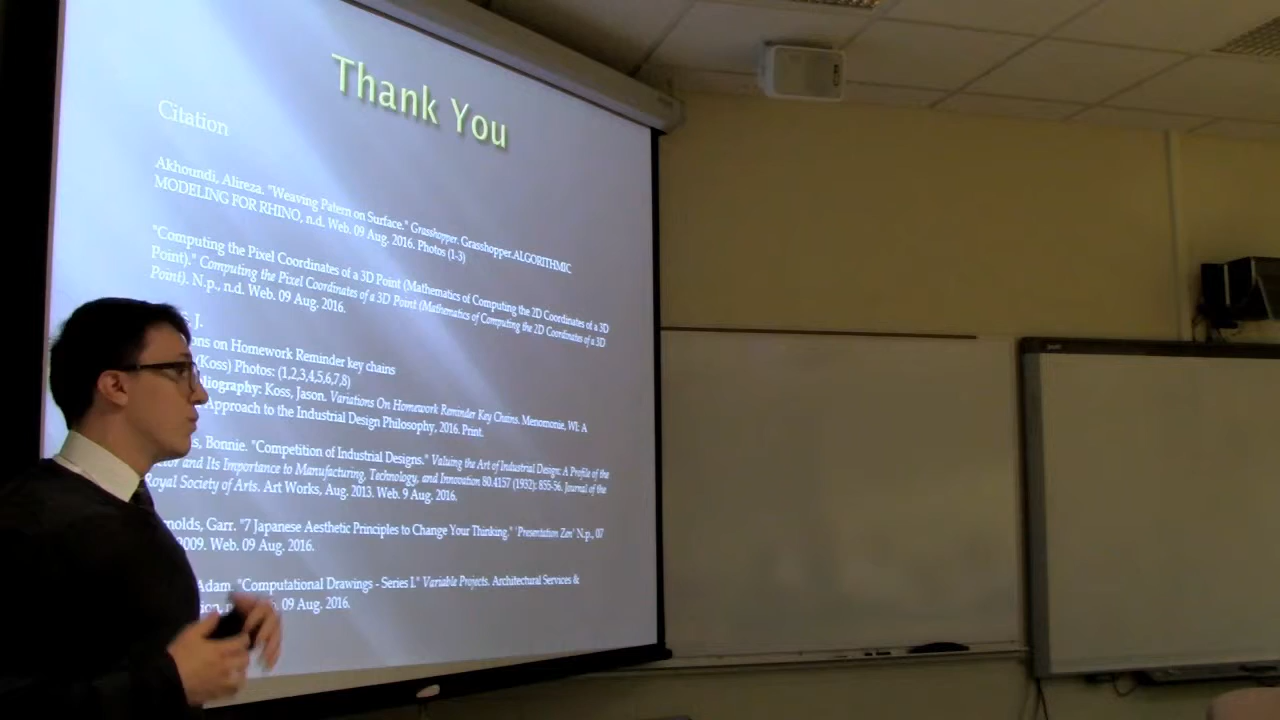 Thank You
Citation
Akhoundi, Alireza. "Weaving Patern on Surface." Grasshopper. Grasshopper.ALGORITHMIC
MODELING FOR RHINO, n.d. Web. 09 Aug. 2016. Photos (1-3)
"Computing the Pixel Coordinates of a 3D Point (Mathematics of Computing the 2D Coordinates of a 3D
Point)." Computing the Pixel Coordinates of a 3D Point (Mathematics of Computing the 2D Coordinates of a 3D
Point). N.p., n.d. Web. 09 Aug. 2016.
J.
on Homework Reminder key chains
(Koss) Photos: (1,2,3,4,5,6,7,8)
Koss, Jason. Variations On Homework Reminder Key Chains. Menomonie, WI: A
Approach to the Industrial Design Philosophy, 2016. Print.
Bonnie. "Competition of Industrial Designs." Valuing the Art of Industrial Design: A Profile of the
and Its Importance to Manufacturing, Technology, and Innovation 80.4157 (1932): 855-56. Journal of the
Royal Society of Arts. Art Works, Aug. 2013. Web. 9 Aug. 2016.
Garr. "7 Japanese Aesthetic Principles to Change Your Thinking." 'Presentation Zen' N.p., 07
2009. Web. 09 Aug. 2016.
Adam. "Computational Drawings - Series I." Variable Projects. Architectural Services &
09 Aug. 2016.